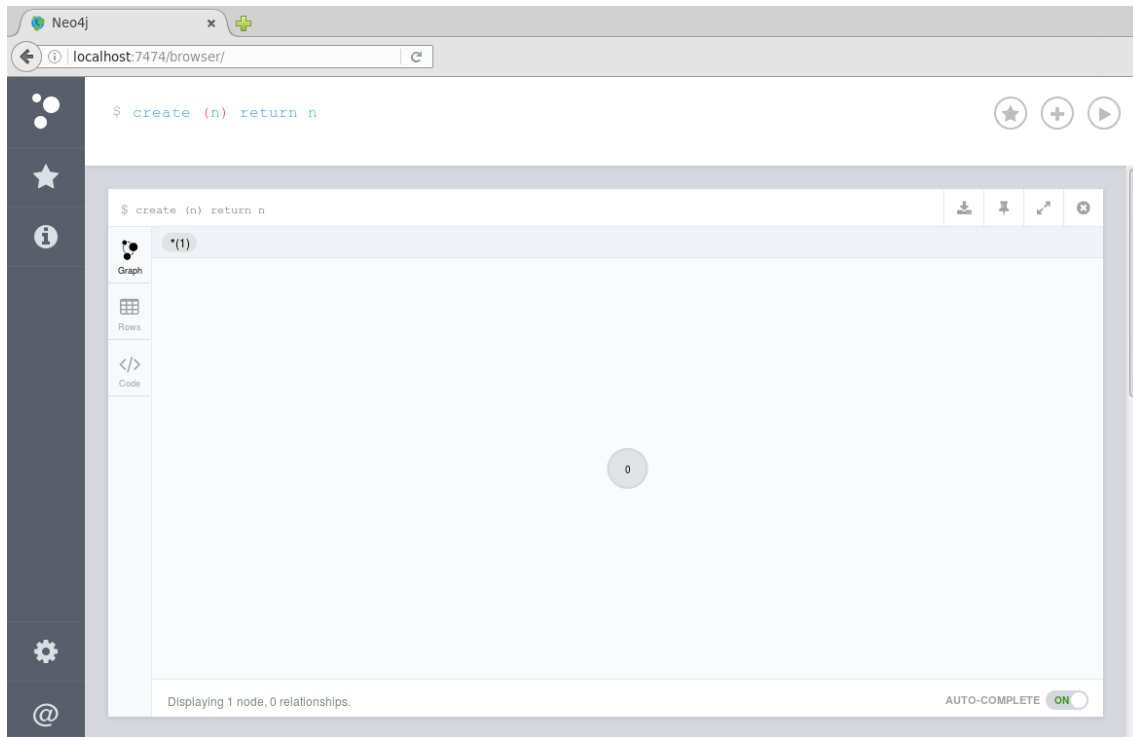 Neo4j
localhost:7474/browser/
$ create (n) return n
$ create (n) return n
*(1)
Graph
Rows
</>
Code
0
Displaying 1 node, 0 relationships.
AUTO-COMPLETE ON
@